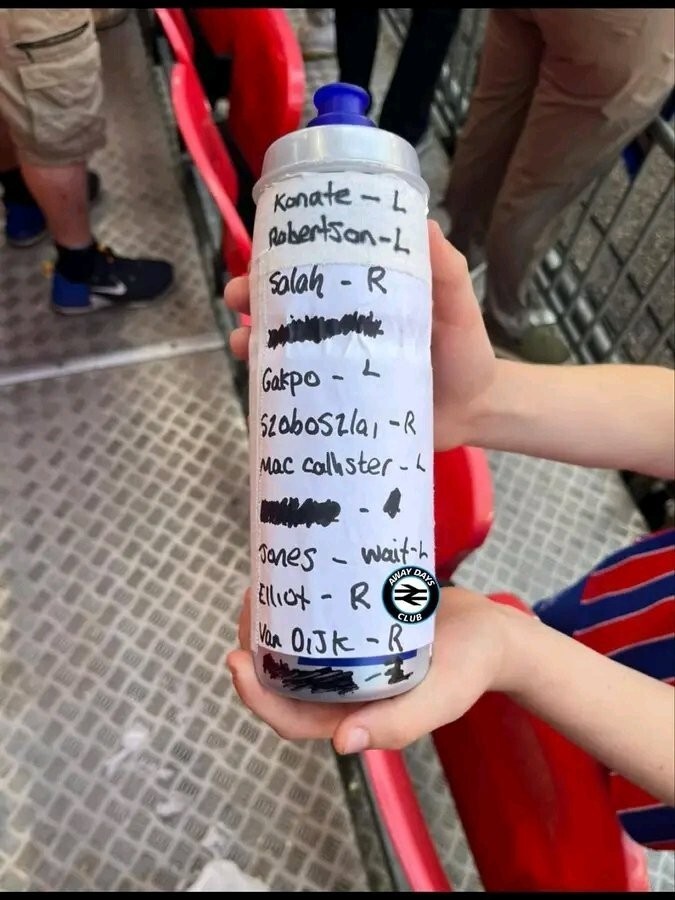 Konate - L
Robertson - L
Salah - R
Gakpo - L
Szoboszlai - R
Mac callister - L
Jones - wait - L
Elliot - R
Van DiJk - R
AWAY DAYS
CLUB